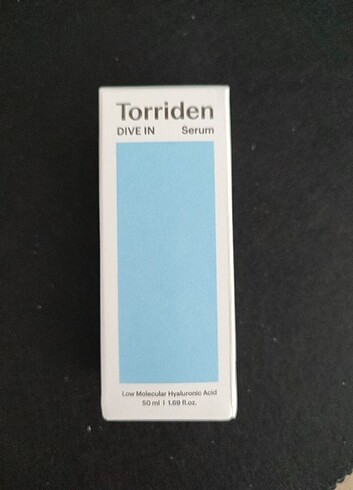 Torriden
DIVE IN Serum
Low Molecular Hyaluronic Acid
50 ml | 1.69 fl.oz.